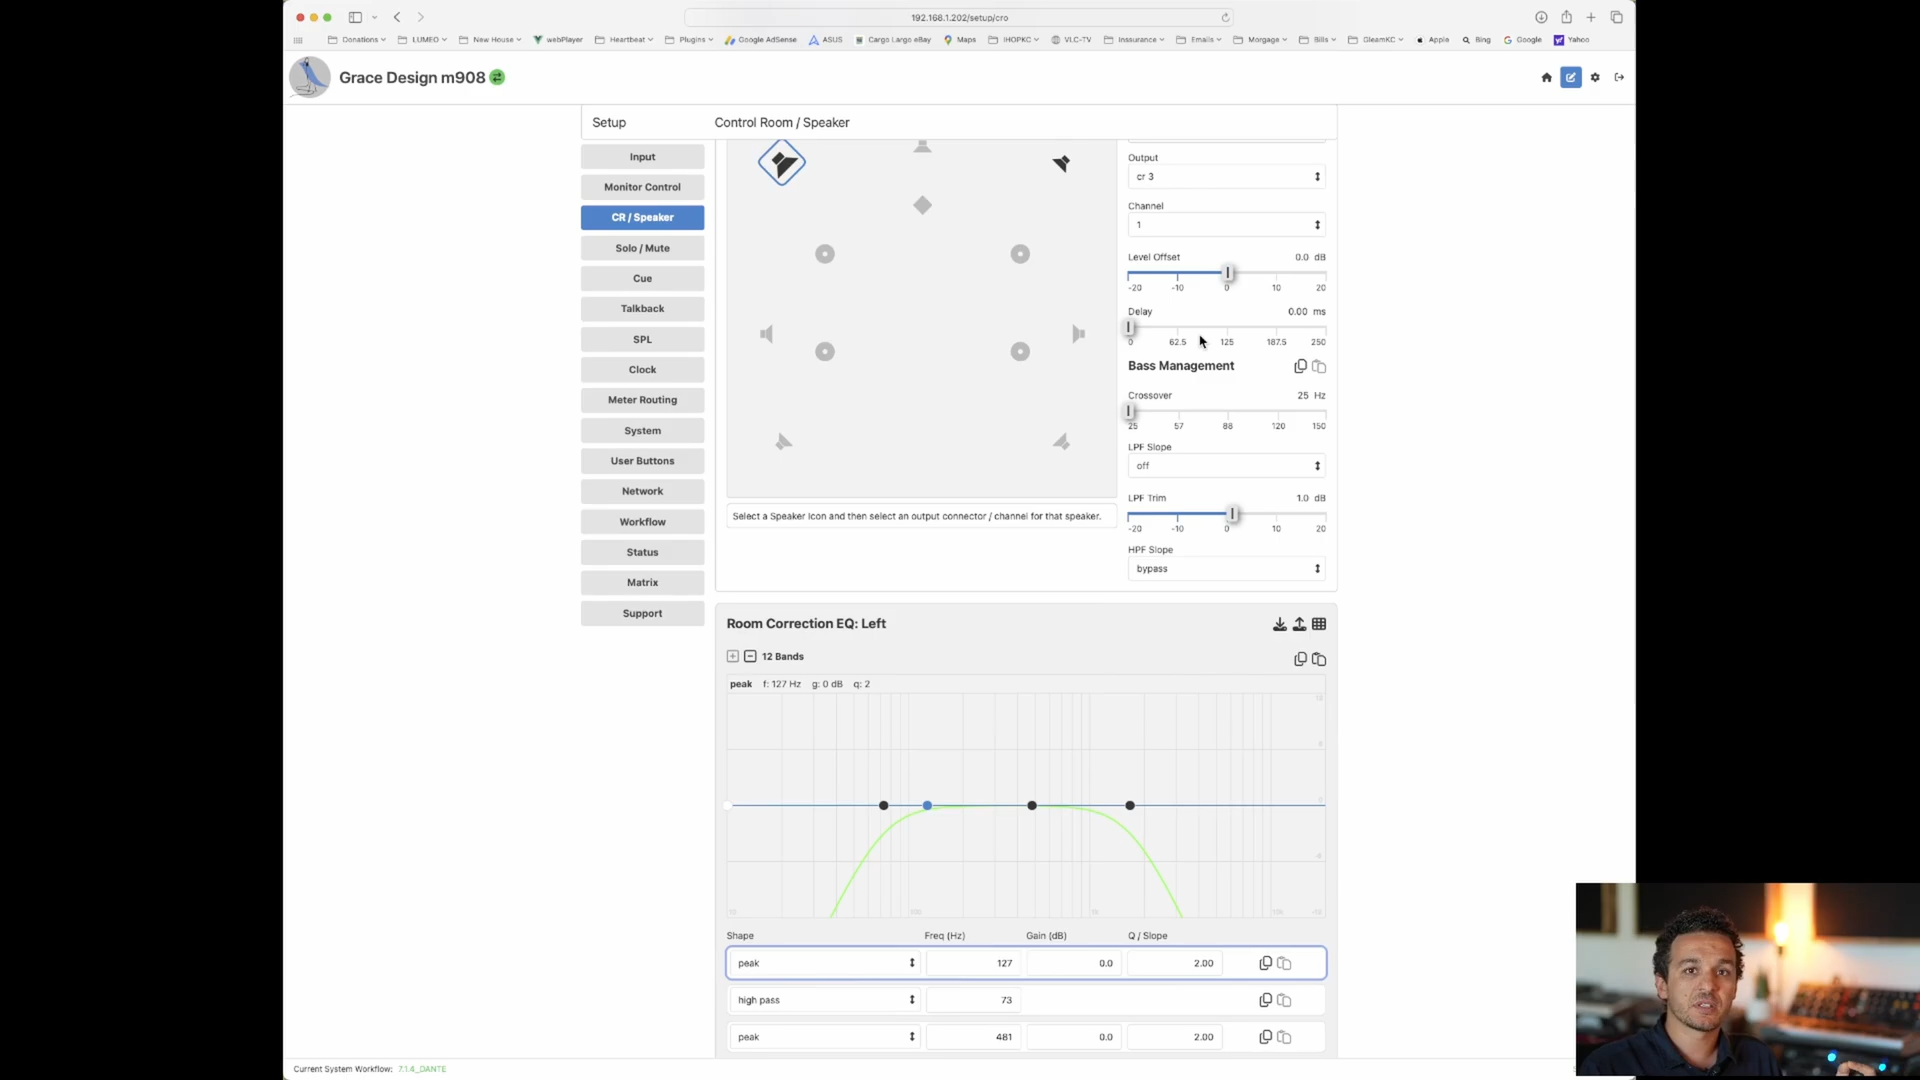 192.168.1.202/setup/cro
Donations LUMEO New House webPlayer Heartbeat Plugins Google AdSense ASUS Cargo Largo eBay Maps IHOPKC VLC-TV Inssurance Emails Morgage Bills GleamKC Apple Bing Google Yahoo
Grace Design m908
Setup
Control Room / Speaker
Input
Monitor Control
CR / Speaker
Solo / Mute
Cue
Talkback
SPL
Clock
Meter Routing
System
User Buttons
Network
Workflow
Status
Matrix
Support
Select a Speaker Icon and then select an output connector / channel for that speaker.
Output
cr 3
Channel
1
Level Offset 0.0 dB
-20 -10 0 10 20
Delay 0.00 ms
0 62.5 125 187.5 250
Bass Management
Crossover 25 Hz
25 57 88 120 150
LPF Slope
off
LPF Trim 1.0 dB
-20 -10 0 10 20
HPF Slope
bypass
Room Correction EQ: Left
12 Bands
peak f: 127 Hz g: 0 dB q: 2
Shape Freq (Hz) Gain (dB) Q / Slope
peak 127 0.0 2.00
high pass 73
peak 481 0.0 2.00
Current System Workflow: 7.1.4_DANTE